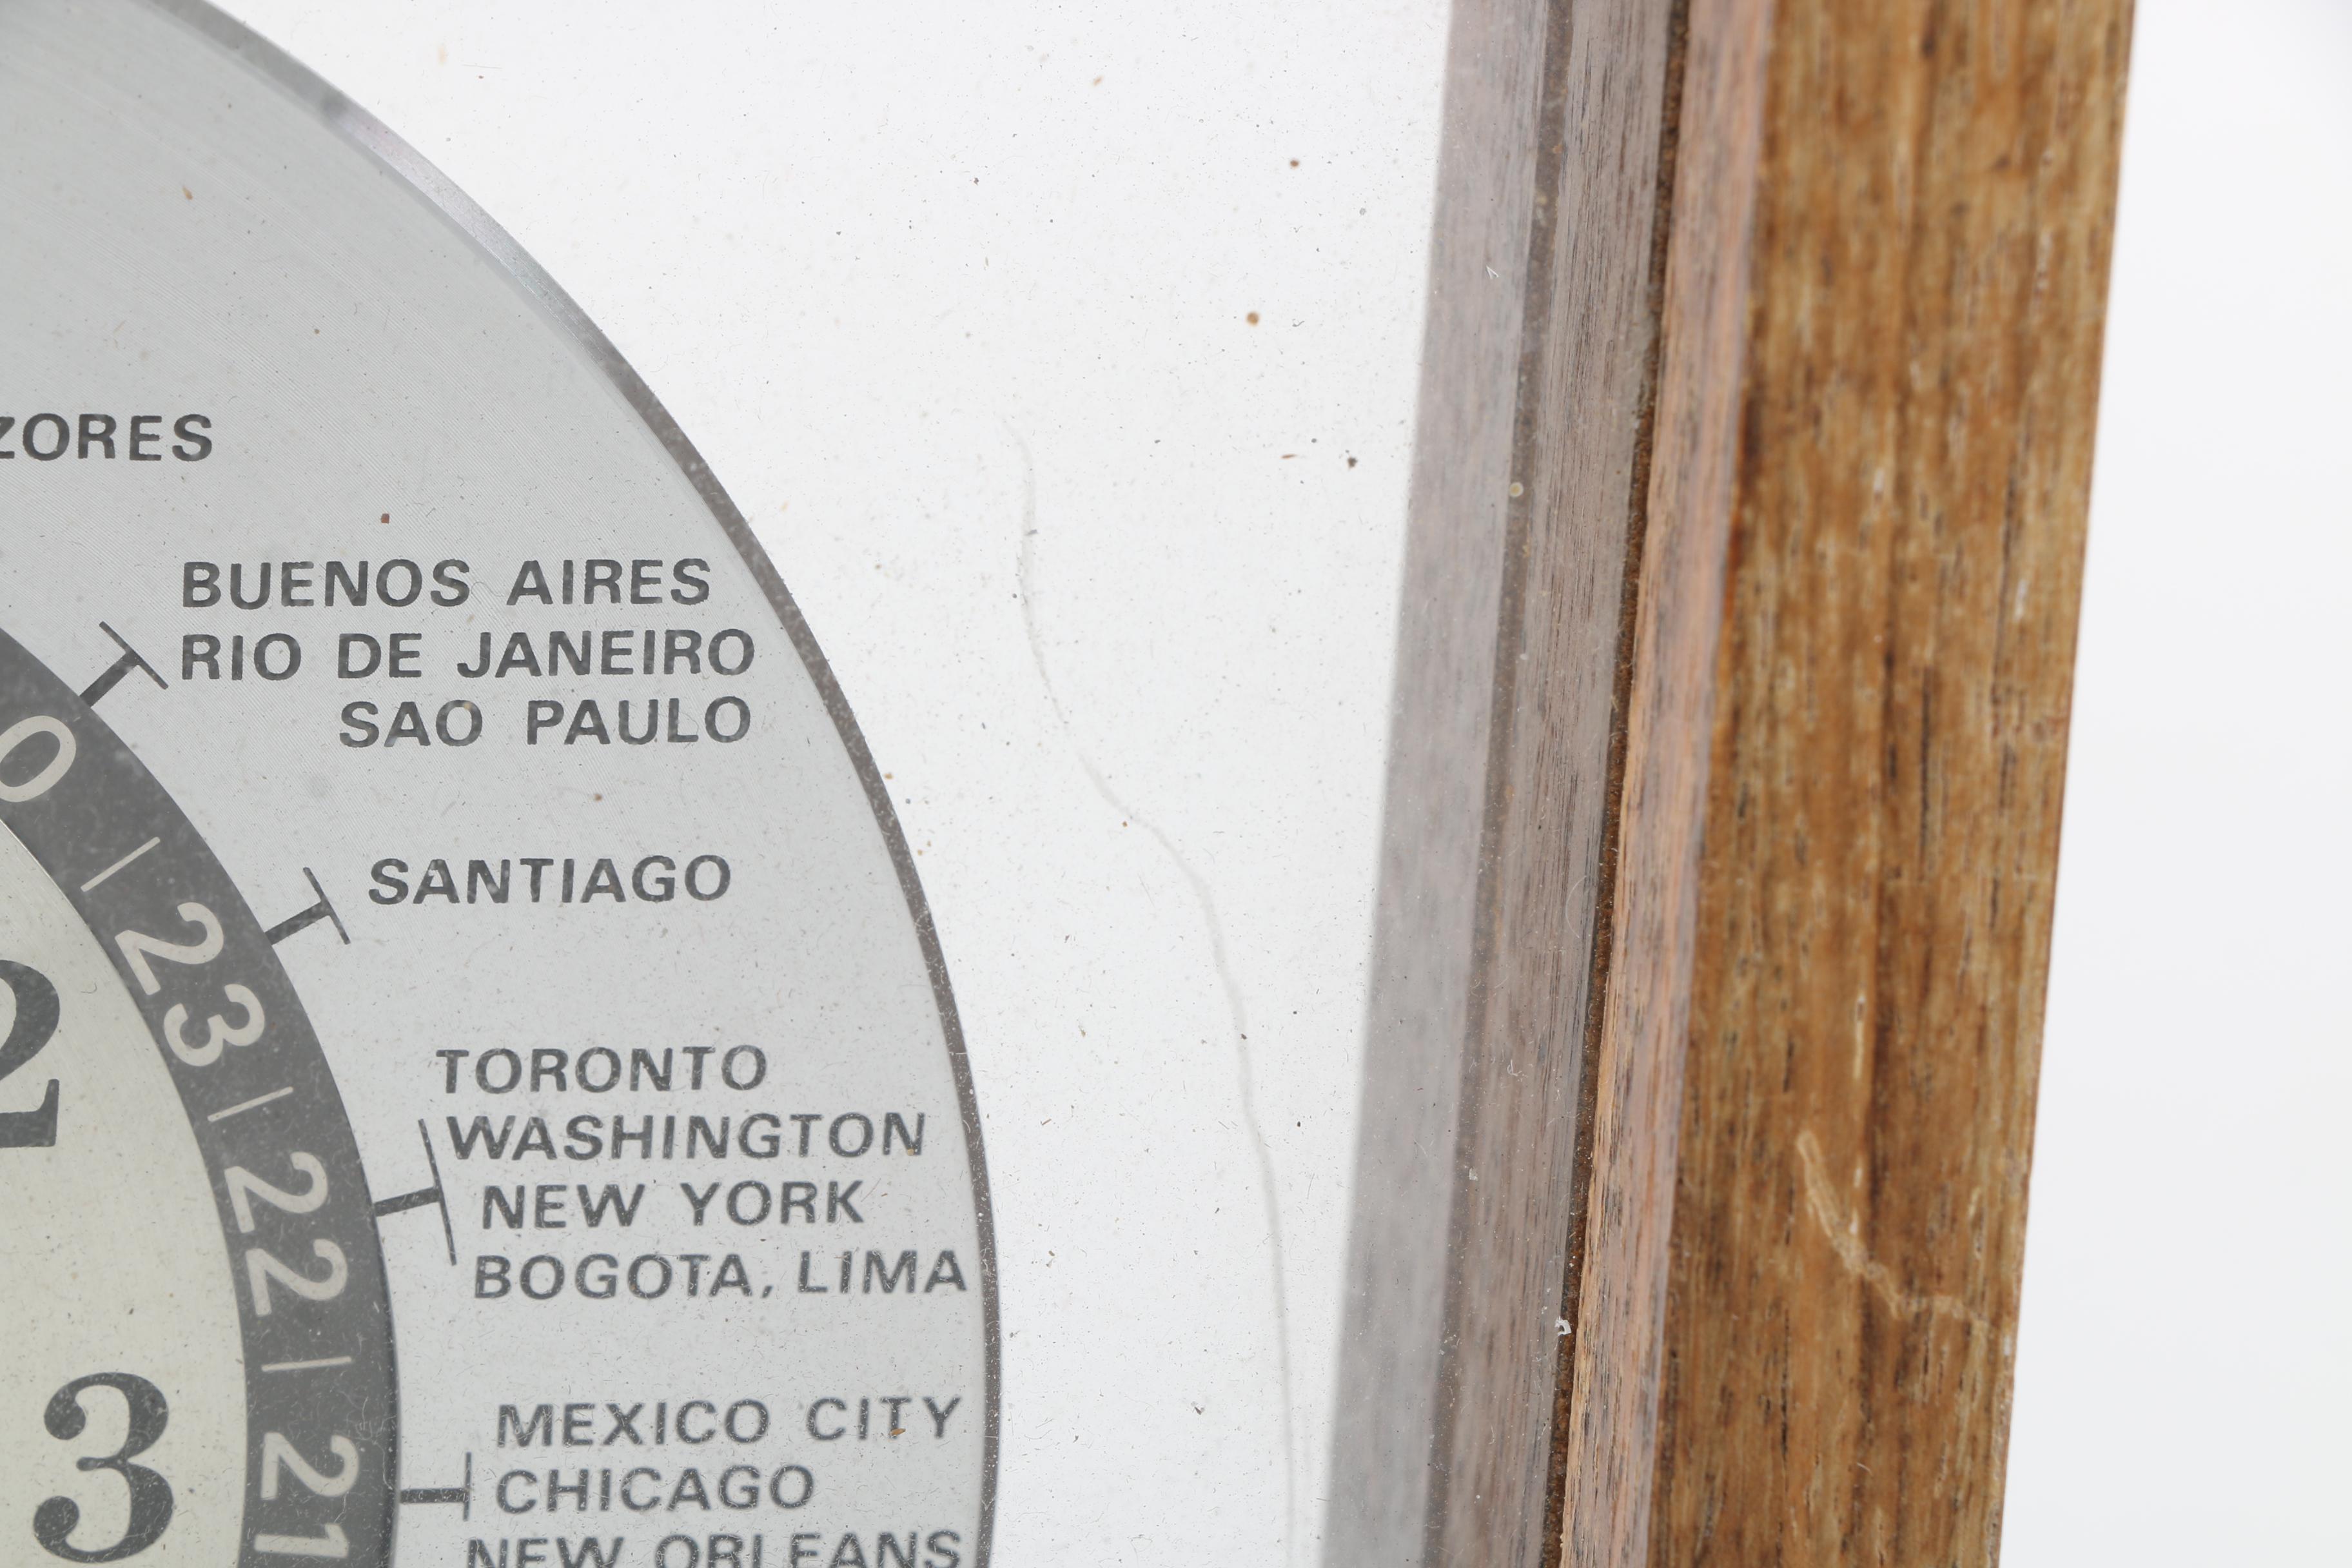 ZORES
BUENOS AIRES
RIO DE JANEIRO
SAO PAULO
SANTIAGO
TORONTO
WASHINGTON
NEW YORK
BOGOTA, LIMA
MEXICO CITY
CHICAGO
NEW ORLEANS
0
23
22
21
2
3